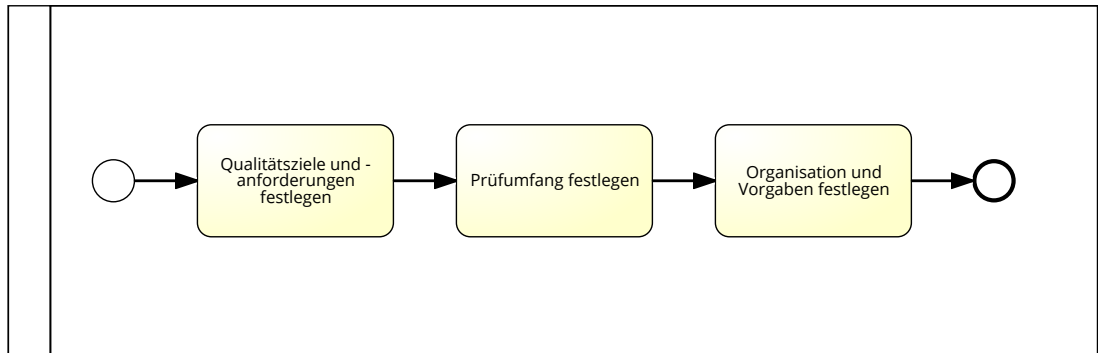 Qualitätsziele und -
anforderungen
festlegen
Prüfumfang festlegen
Organisation und
Vorgaben festlegen